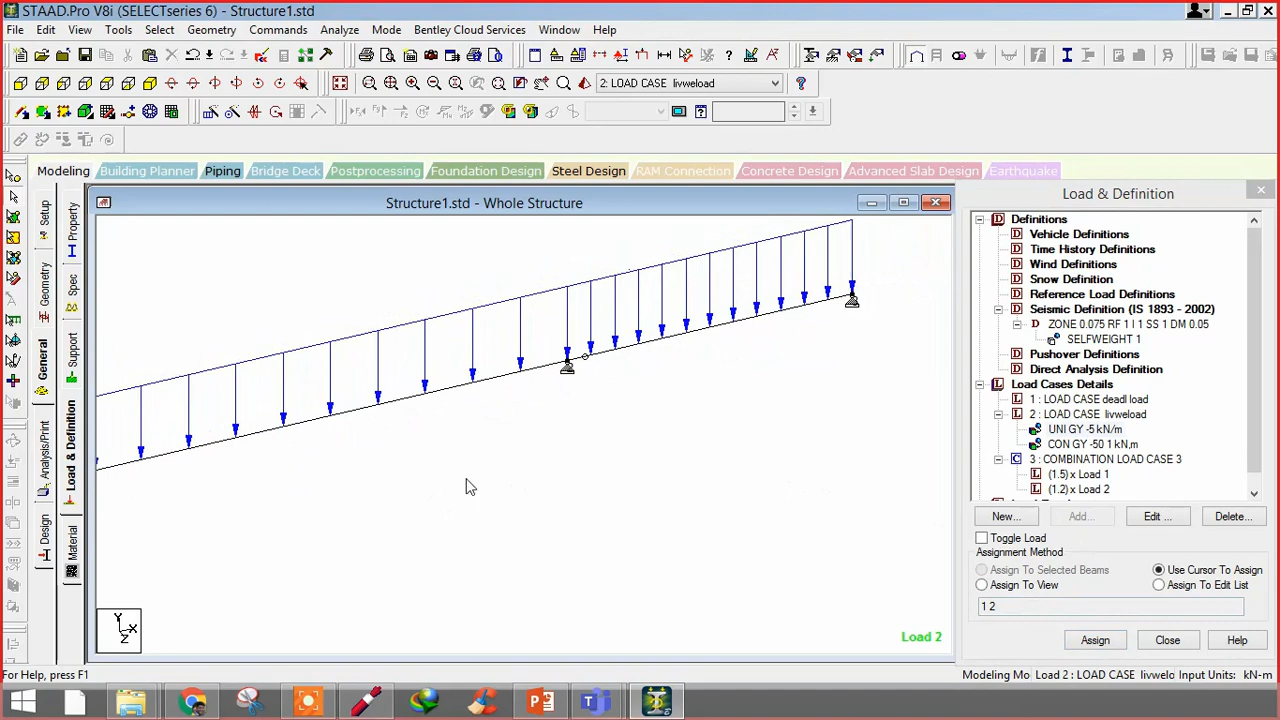 STAAD.Pro V8i (SELECTseries 6) - Structure1.std
File Edit View Tools Select Geometry Commands Analyze Mode Bentley Cloud Services Window Help
2: LOAD CASE livweload
Modeling Building Planner Piping Bridge Deck Postprocessing Foundation Design Steel Design RAM Connection Concrete Design Advanced Slab Design Earthquake
Setup
Geometry
General
Analysis/Print
Design
Property
Spec
Support
Load & Definition
Material
Structure1.std - Whole Structure
Y
X
Z
Load 2
Load & Definition
Definitions
Vehicle Definitions
Time History Definitions
Wind Definitions
Snow Definition
Reference Load Definitions
Seismic Definition (IS 1893 - 2002)
ZONE 0.075 RF 1 I 1 SS 1 DM 0.05
SELFWEIGHT 1
Pushover Definitions
Direct Analysis Definition
Load Cases Details
1 : LOAD CASE deadl load
2 : LOAD CASE livweload
UNI GY -5 kN/m
CON GY -50 1 kN,m
3 : COMBINATION LOAD CASE 3
(1.5) x Load 1
(1.2) x Load 2
New... Add... Edit ... Delete...
Toggle Load
Assignment Method
Assign To Selected Beams Use Cursor To Assign
Assign To View Assign To Edit List
1 2
Assign Close Help
For Help, press F1
Modeling Mo Load 2 : LOAD CASE livwelo Input Units: kN-m